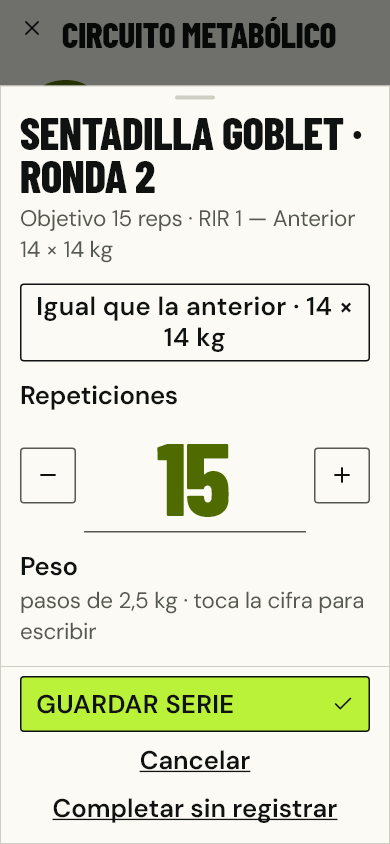 CIRCUITO METABÓLICO
SENTADILLA GOBLET ·
RONDA 2
Objetivo 15 reps · RIR 1 — Anterior
14 × 14 kg
Igual que la anterior · 14 ×
14 kg
Repeticiones
− 15 +
Peso
pasos de 2,5 kg · toca la cifra para
escribir
GUARDAR SERIE
Cancelar
Completar sin registrar